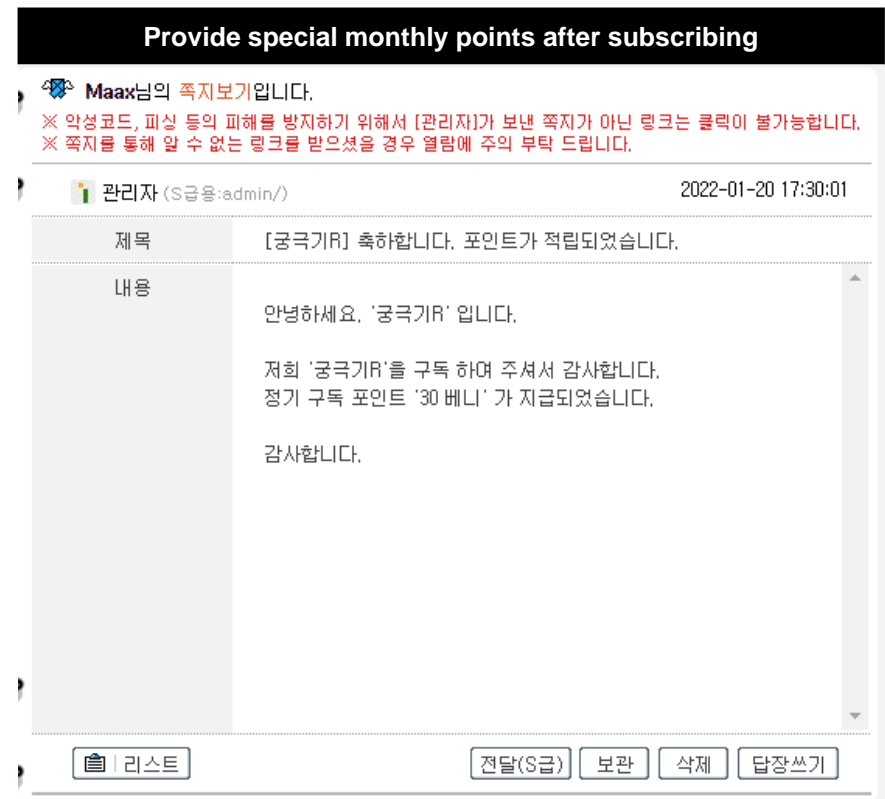 Provide special monthly points after subscribing
Maax님의 쪽지보기입니다.
※ 악성코드, 피싱 등의 피해를 방지하기 위해서 [관리자]가 보낸 쪽지가 아닌 링크는 클릭이 불가능합니다.
※ 쪽지를 통해 알 수 없는 링크를 받으셨을 경우 열람에 주의 부탁 드립니다.
관리자 (S급용:admin/) 2022-01-20 17:30:01
제목 [궁극기R] 축하합니다. 포인트가 적립되었습니다.
내용
안녕하세요. '궁극기R' 입니다.
저희 '궁극기R'을 구독 하여 주셔서 감사합니다.
정기 구독 포인트 '30 베니' 가 지급되었습니다.
감사합니다.
리스트 전달(S급) 보관 삭제 답장쓰기